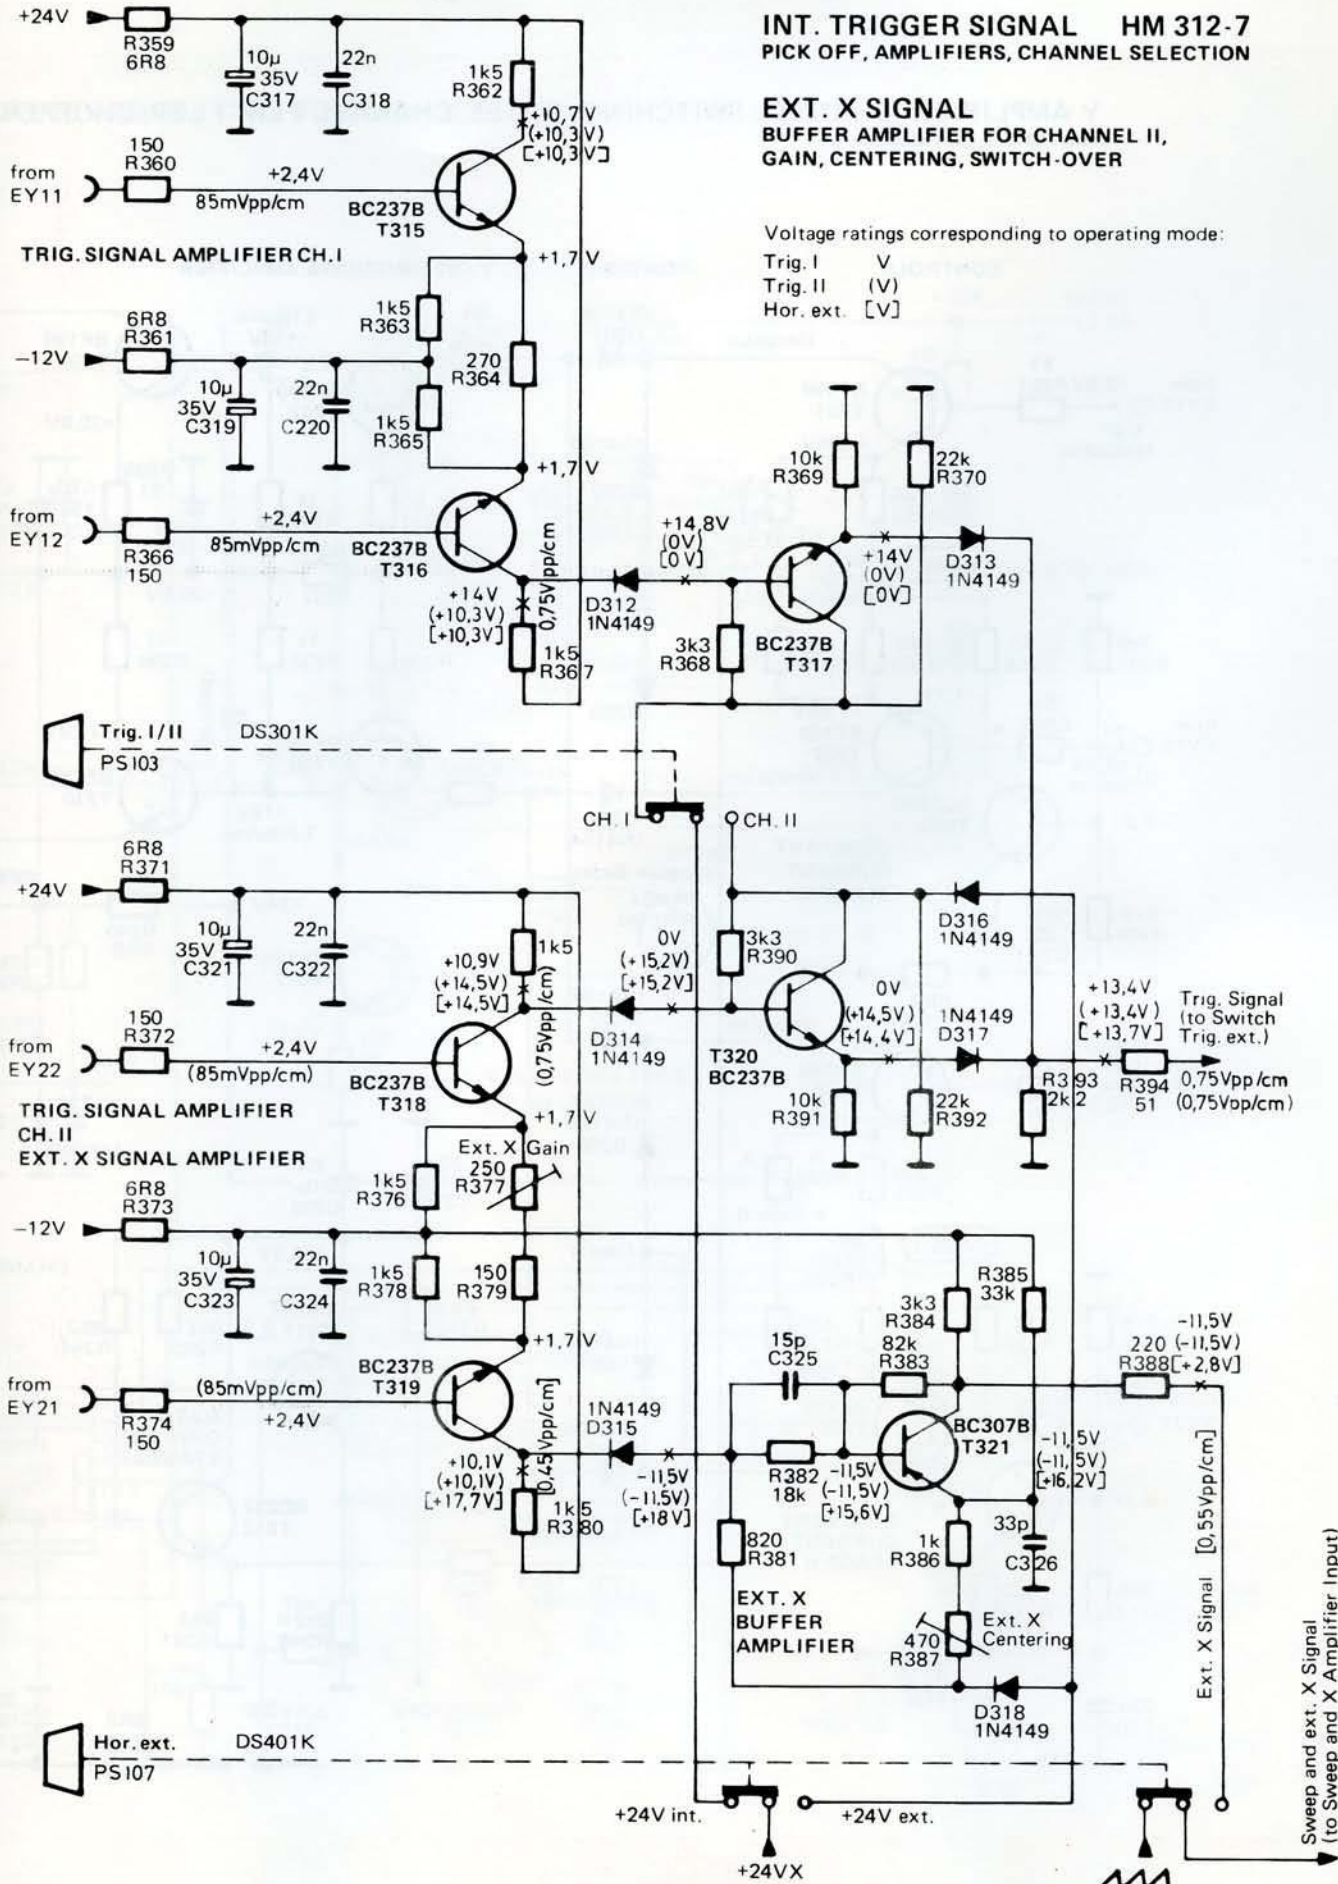 INT. TRIGGER SIGNAL HM 312-7
PICK OFF, AMPLIFIERS, CHANNEL SELECTION
EXT. X SIGNAL
BUFFER AMPLIFIER FOR CHANNEL II,
GAIN, CENTERING, SWITCH-OVER
Voltage ratings corresponding to operating mode:
Trig. I V
Trig. II (V)
Hor. ext. [V]
+24V
R359
6R8
10µ
35V
C317
22n
C318
1k5
R362
+10,7V
(+10,3V)
[+10,3V]
150
R360
from
EY11
+2,4V
85mVpp/cm
BC237B
T315
TRIG. SIGNAL AMPLIFIER CH. I
+1,7V
1k5
R363
6R8
R361
-12V
270
R364
10µ
35V
C319
22n
C220
1k5
R365
+1,7V
from
EY12
+2,4V
85mVpp/cm
R366
150
BC237B
T316
0,75Vpp/cm
+14V
(+10,3V)
[+10,3V]
1k5
R367
D312
1N4149
+14,8V
(0V)
[0V]
10k
R369
22k
R370
+14V
(0V)
[0V]
D313
1N4149
3k3
R368
BC237B
T317
Trig. I/II
PS103
DS301K
CH. I
CH. II
6R8
R371
+24V
10µ
35V
C321
22n
C322
1k5
+10,9V
(+14,5V)
[+14,5V]
(0,75Vpp/cm)
0V
(+15,2V)
[+15,2V]
3k3
R390
D316
1N4149
150
R372
from
EY22
+2,4V
(85mVpp/cm)
BC237B
T318
D314
1N4149
T320
BC237B
0V
(+14,5V)
[+14,4V]
1N4149
D317
+13,4V
(+13,4V)
[+13,7V]
Trig. Signal
(to Switch
Trig. ext.)
R394
51
0,75Vpp/cm
(0,75Vpp/cm)
R393
2k2
10k
R391
22k
R392
TRIG. SIGNAL AMPLIFIER
CH. II
EXT. X SIGNAL AMPLIFIER
+1,7V
Ext. X Gain
250
R377
1k5
R376
6R8
R373
-12V
10µ
35V
C323
22n
C324
1k5
R378
150
R379
+1,7V
from
EY21
(85mVpp/cm)
+2,4V
R374
150
BC237B
T319
[0,45Vpp/cm]
+10,1V
(+10,1V)
[+17,7V]
1k5
R380
1N4149
D315
-11,5V
(-11,5V)
[+18V]
15p
C325
82k
R383
3k3
R384
R385
33k
R382
18k
-11,5V
(-11,5V)
[+15,6V]
BC307B
T321
-11,5V
(-11,5V)
[+16,2V]
-11,5V
(-11,5V)
[+2,8V]
220
R388
820
R381
1k
R386
33p
C326
EXT. X
BUFFER
AMPLIFIER
470
R387
Ext. X
Centering
D318
1N4149
Ext. X Signal [0,55Vpp/cm]
Hor. ext.
PS107
DS401K
+24V int.
+24V ext.
+24VX
Sweep and ext. X Signal
(to Sweep and X Amplifier Input)